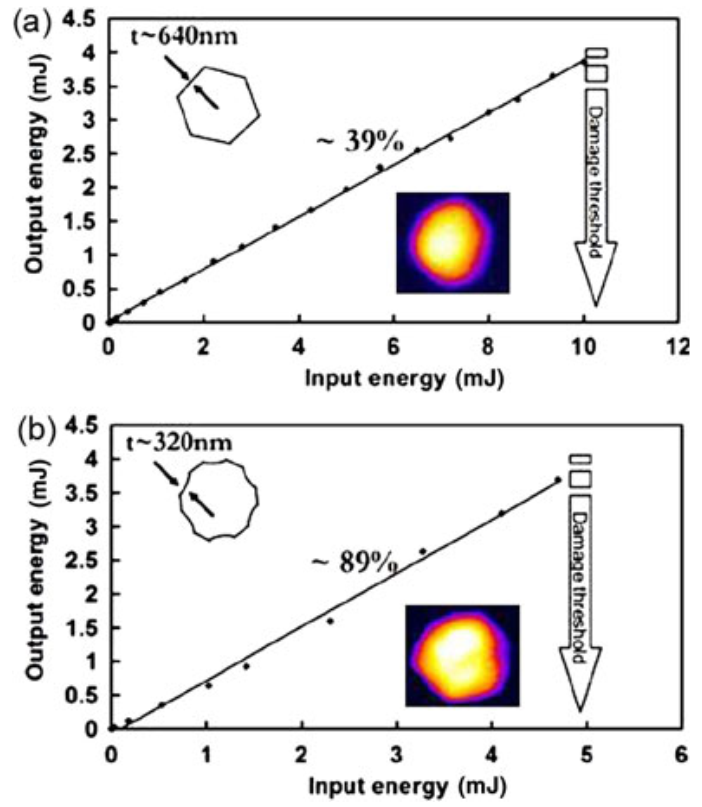 (a)
4.5
t~640nm
4
3.5
3
2.5
2
1.5
1
0.5
0
Output energy (mJ)
~ 39%
Damage threshold
0 2 4 6 8 10 12
Input energy (mJ)
(b)
4.5
t~320nm
4
3.5
3
2.5
2
1.5
1
0.5
0
Output energy (mJ)
~ 89%
Damage threshold
0 1 2 3 4 5 6
Input energy (mJ)